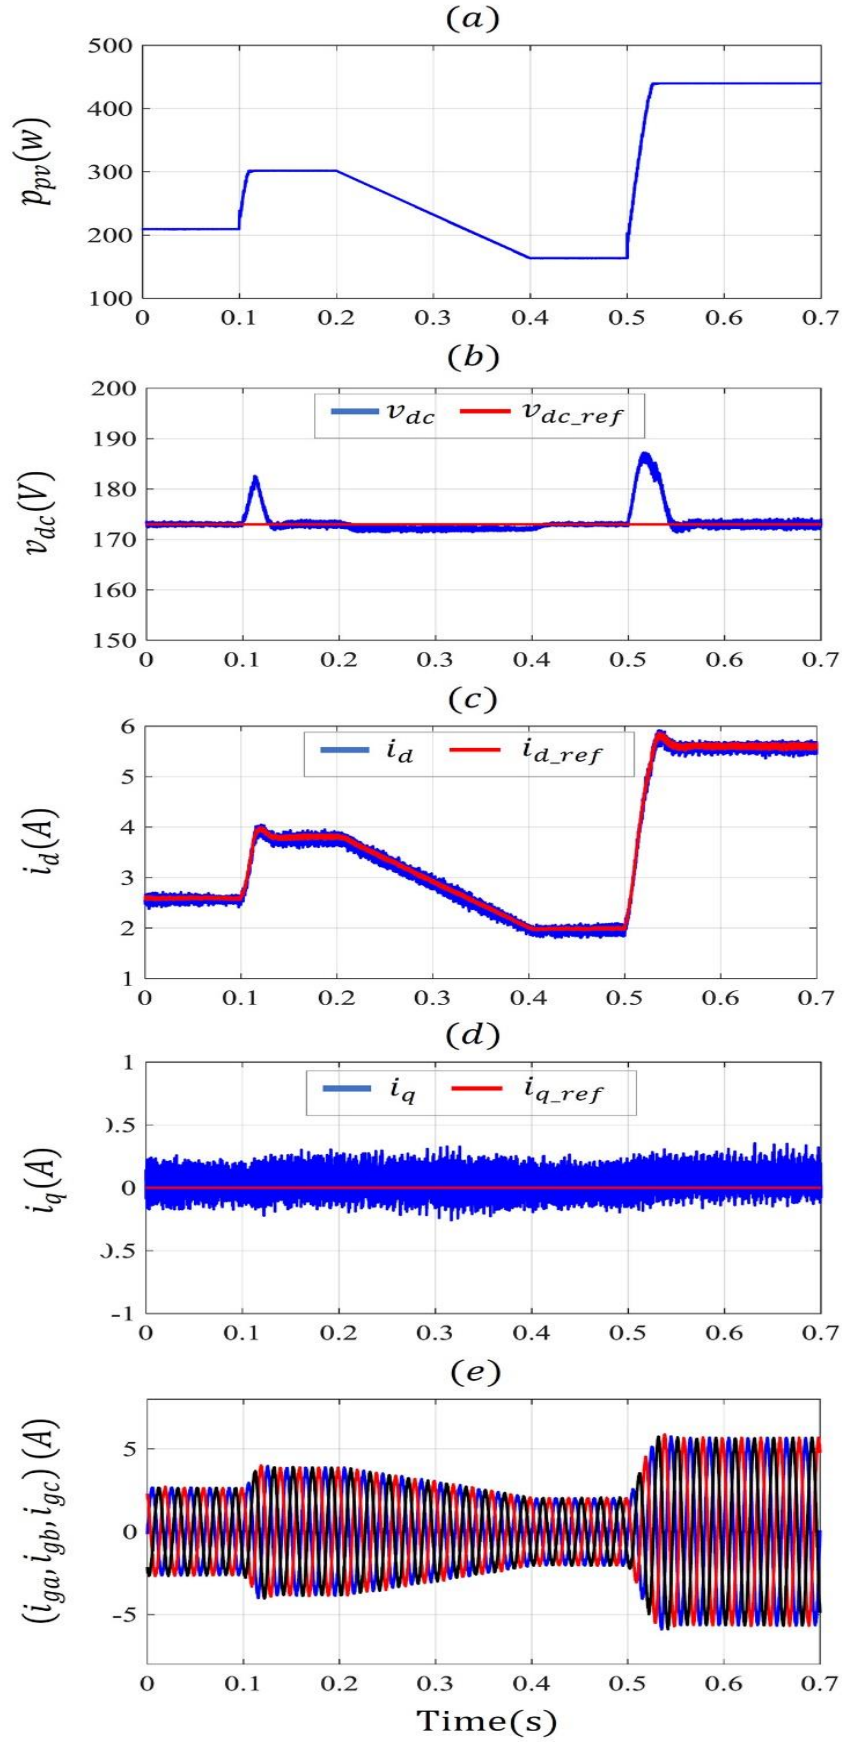 (a)
500
400
300
200
100
p_pv(w)
0 0.1 0.2 0.3 0.4 0.5 0.6 0.7
(b)
200
190
180
170
160
150
v_dc(V)
v_dc v_dc_ref
0 0.1 0.2 0.3 0.4 0.5 0.6 0.7
(c)
6
5
4
3
2
1
i_d(A)
i_d i_d_ref
0 0.1 0.2 0.3 0.4 0.5 0.6 0.7
(d)
1
).5
0
).5
-1
i_q(A)
i_q i_q_ref
0 0.1 0.2 0.3 0.4 0.5 0.6 0.7
(e)
5
0
-5
(i_ga,i_gb,i_gc) (A)
0 0.1 0.2 0.3 0.4 0.5 0.6 0.7
Time(s)